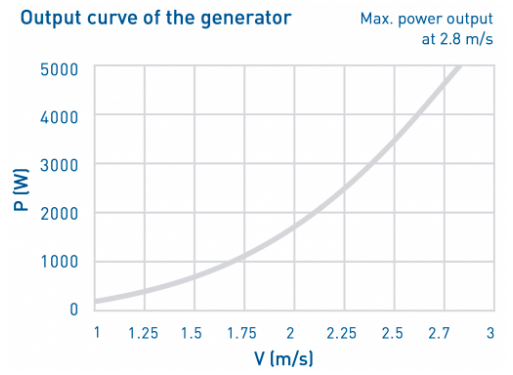 Output curve of the generator
Max. power output
at 2.8 m/s
5000
4000
3000
2000
1000
0
P (W)
1 1.25 1.5 1.75 2 2.25 2.5 2.7 3
V (m/s)